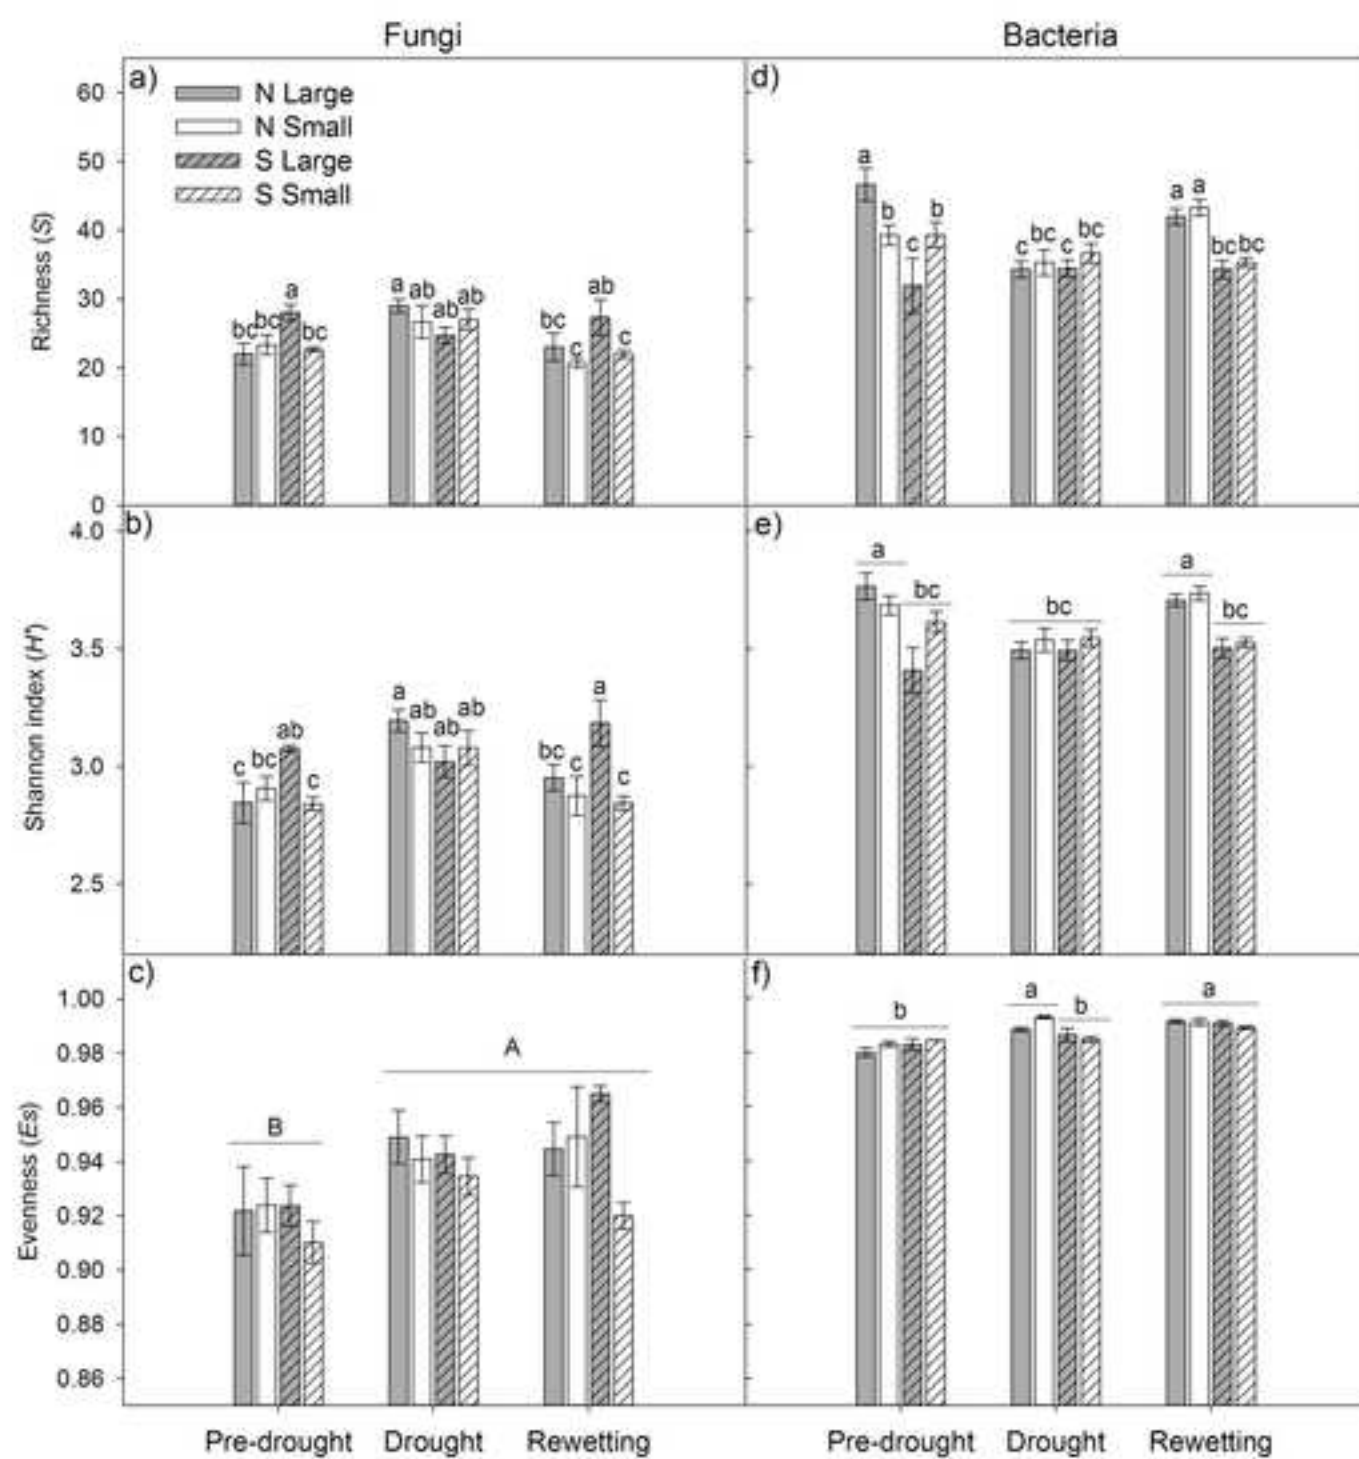 Fungi
Bacteria
a)
N Large
N Small
S Large
S Small
Richness (S)
60
50
40
30
20
10
0
bc bc a bc
a ab ab ab
bc c ab c
d)
a b c b
c bc c bc
a a bc bc
b)
Shannon index (H')
4.0
3.5
3.0
2.5
c bc ab c
a ab ab ab
bc c a c
e)
a bc
bc
a bc
c)
Evenness (Es)
1.00
0.98
0.96
0.94
0.92
0.90
0.88
0.86
B
A
f)
b
a b
a
Pre-drought Drought Rewetting
Pre-drought Drought Rewetting